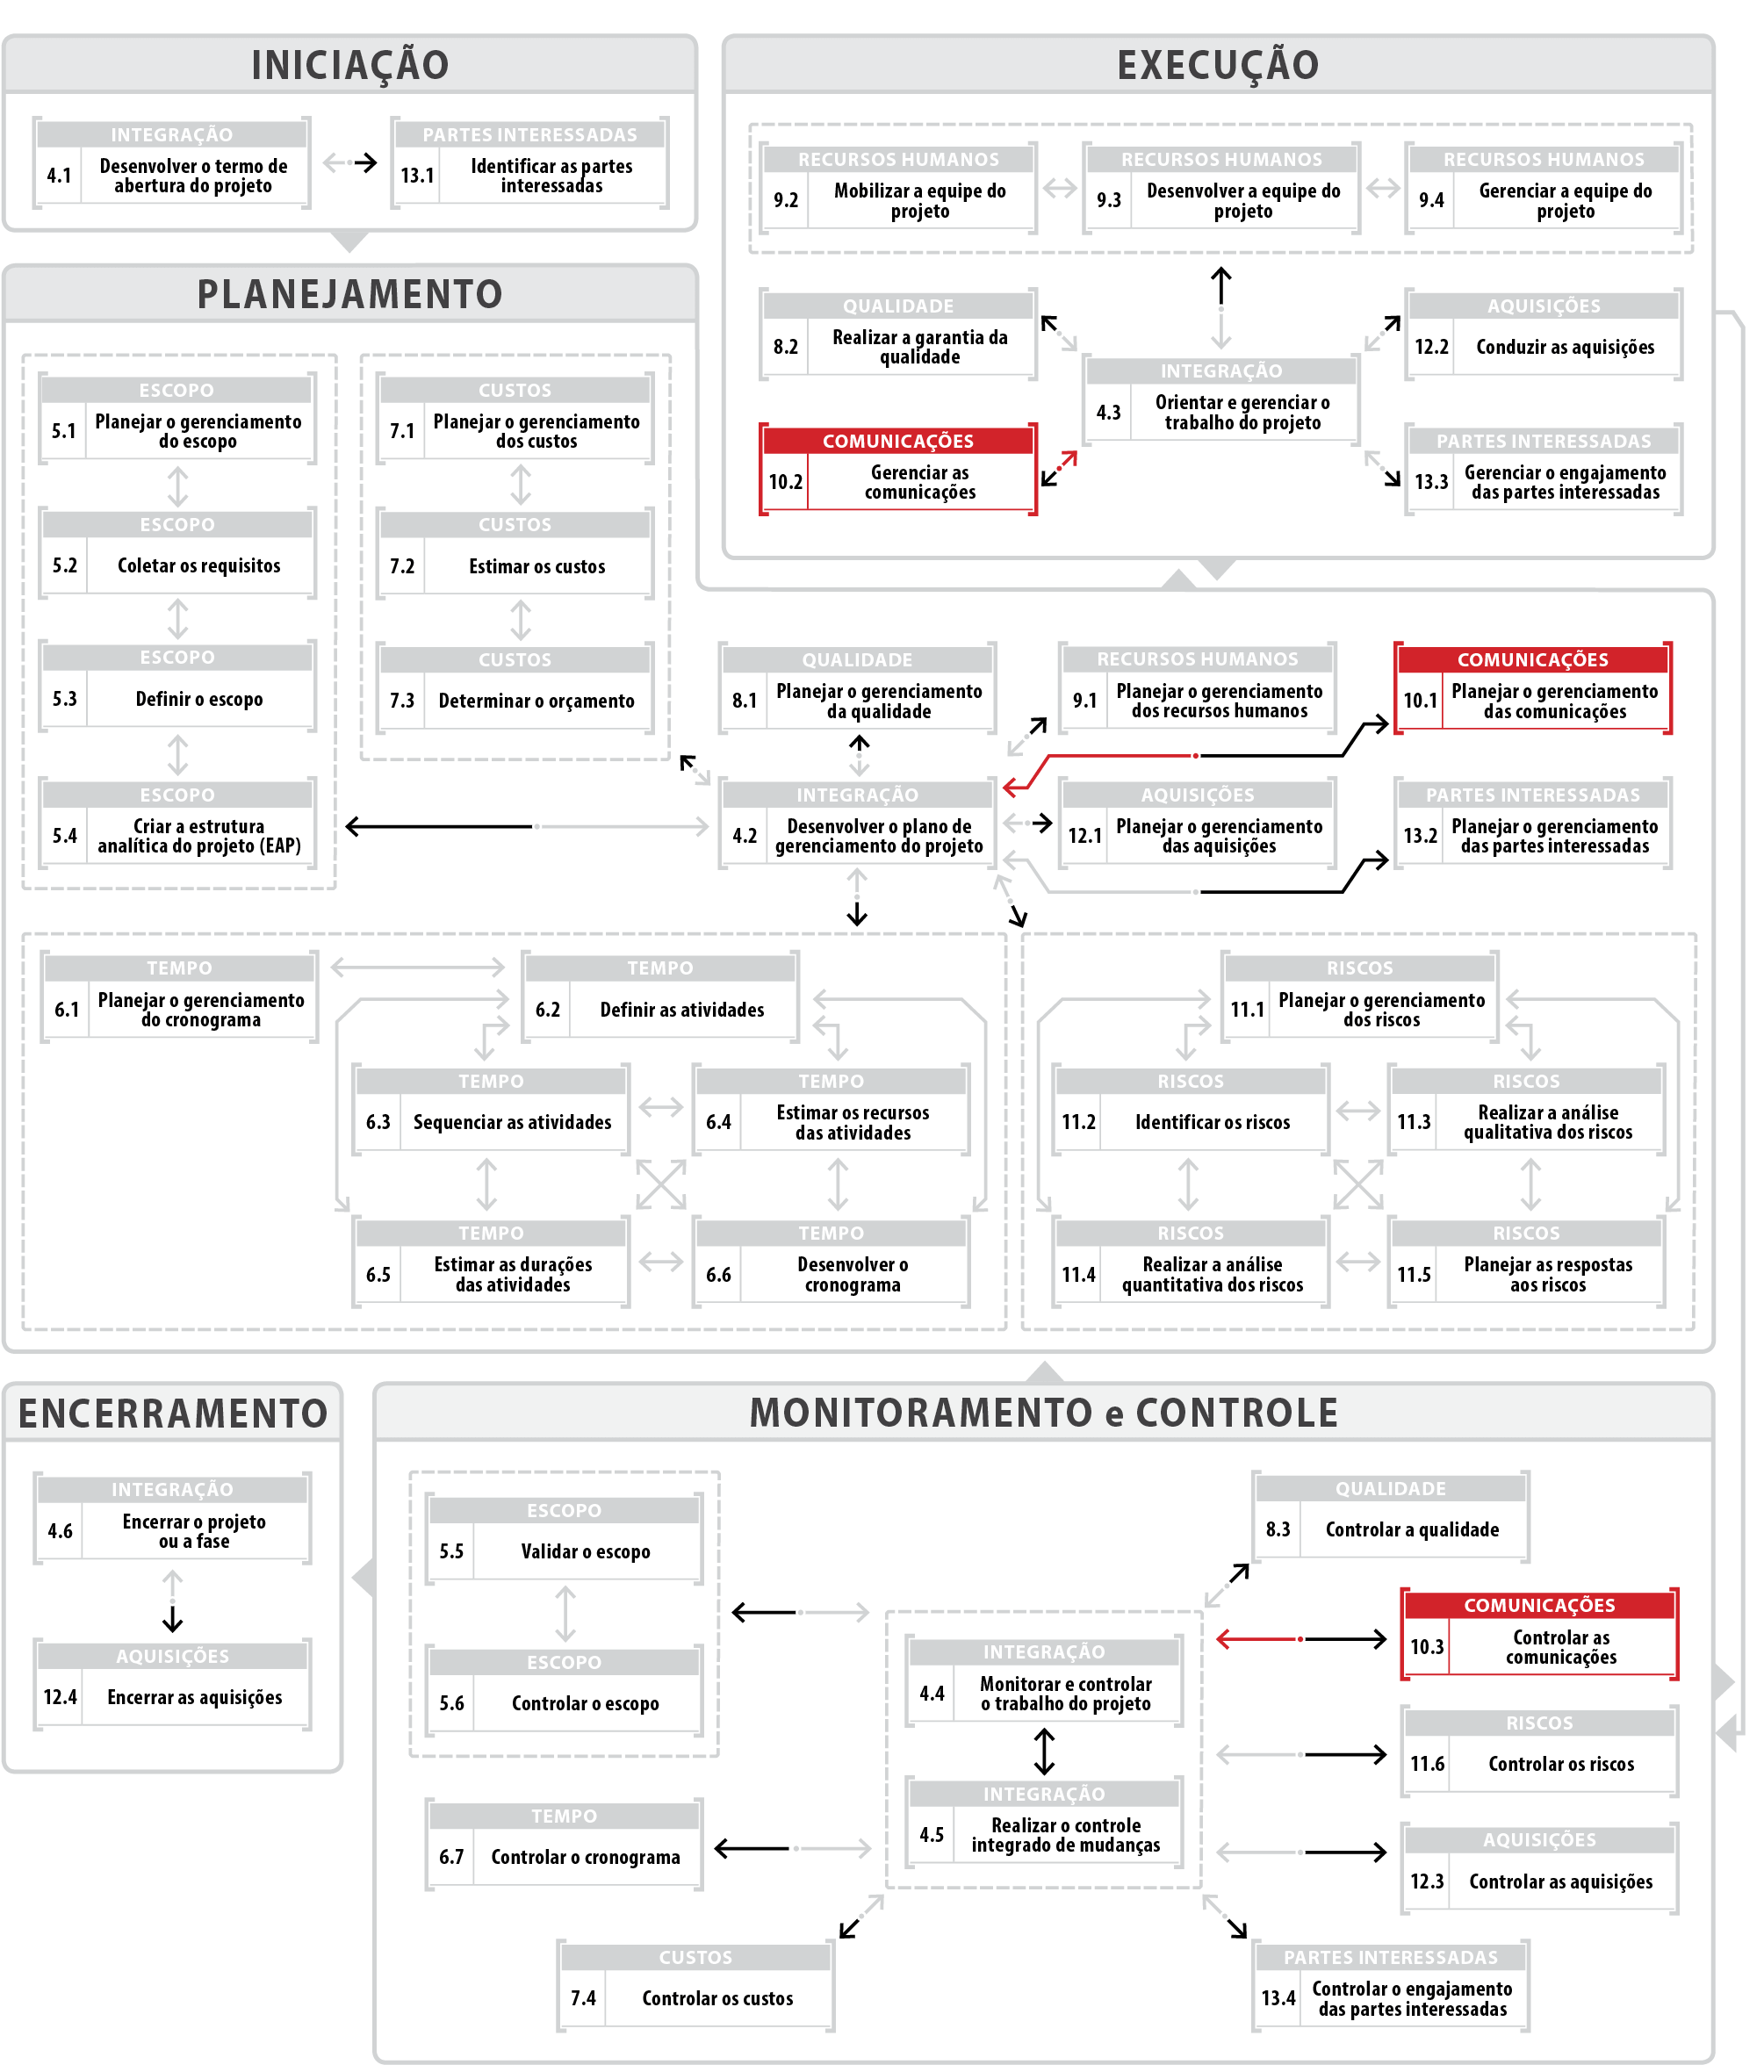 INICIAÇÃO
INTEGRAÇÃO
4.1
Desenvolver o termo de
abertura do projeto
PARTES INTERESSADAS
13.1
Identificar as partes
interessadas
EXECUÇÃO
RECURSOS HUMANOS
9.2
Mobilizar a equipe do
projeto
RECURSOS HUMANOS
9.3
Desenvolver a equipe do
projeto
RECURSOS HUMANOS
9.4
Gerenciar a equipe do
projeto
QUALIDADE
8.2
Realizar a garantia da
qualidade
AQUISIÇÕES
12.2
Conduzir as aquisições
INTEGRAÇÃO
4.3
Orientar e gerenciar o
trabalho do projeto
COMUNICAÇÕES
10.2
Gerenciar as
comunicações
PARTES INTERESSADAS
13.3
Gerenciar o engajamento
das partes interessadas
PLANEJAMENTO
ESCOPO
5.1
Planejar o gerenciamento
do escopo
ESCOPO
5.2
Coletar os requisitos
ESCOPO
5.3
Definir o escopo
ESCOPO
5.4
Criar a estrutura
analítica do projeto (EAP)
CUSTOS
7.1
Planejar o gerenciamento
dos custos
CUSTOS
7.2
Estimar os custos
CUSTOS
7.3
Determinar o orçamento
QUALIDADE
8.1
Planejar o gerenciamento
da qualidade
RECURSOS HUMANOS
9.1
Planejar o gerenciamento
dos recursos humanos
COMUNICAÇÕES
10.1
Planejar o gerenciamento
das comunicações
INTEGRAÇÃO
4.2
Desenvolver o plano de
gerenciamento do projeto
AQUISIÇÕES
12.1
Planejar o gerenciamento
das aquisições
PARTES INTERESSADAS
13.2
Planejar o gerenciamento
das partes interessadas
TEMPO
6.1
Planejar o gerenciamento
do cronograma
TEMPO
6.2
Definir as atividades
TEMPO
6.3
Sequenciar as atividades
TEMPO
6.4
Estimar os recursos
das atividades
TEMPO
6.5
Estimar as durações
das atividades
TEMPO
6.6
Desenvolver o
cronograma
RISCOS
11.1
Planejar o gerenciamento
dos riscos
RISCOS
11.2
Identificar os riscos
RISCOS
11.3
Realizar a análise
qualitativa dos riscos
RISCOS
11.4
Realizar a análise
quantitativa dos riscos
RISCOS
11.5
Planejar as respostas
aos riscos
ENCERRAMENTO
INTEGRAÇÃO
4.6
Encerrar o projeto
ou a fase
AQUISIÇÕES
12.4
Encerrar as aquisições
MONITORAMENTO e CONTROLE
ESCOPO
5.5
Validar o escopo
ESCOPO
5.6
Controlar o escopo
TEMPO
6.7
Controlar o cronograma
CUSTOS
7.4
Controlar os custos
INTEGRAÇÃO
4.4
Monitorar e controlar
o trabalho do projeto
INTEGRAÇÃO
4.5
Realizar o controle
integrado de mudanças
QUALIDADE
8.3
Controlar a qualidade
COMUNICAÇÕES
10.3
Controlar as
comunicações
RISCOS
11.6
Controlar os riscos
AQUISIÇÕES
12.3
Controlar as aquisições
PARTES INTERESSADAS
13.4
Controlar o engajamento
das partes interessadas